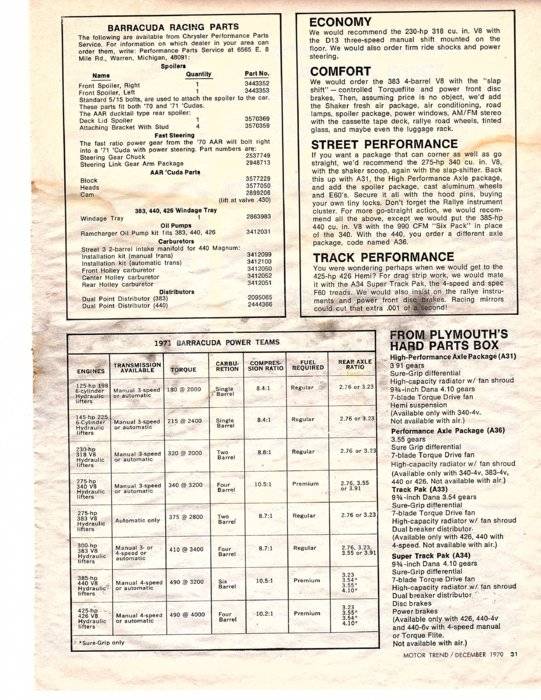 BARRACUDA RACING PARTS
The following are available from Chrysler Performance Parts
Service. For information on which dealer in your area can
order them, write: Performance Parts Service at 6565 E. 8
Mile Rd., Warren, Michigan, 48091:
Spoilers
Name Quantity Part No.
Front Spoiler, Right 1 3443352
Front Spoiler, Left 1 3443353
Standard 5/15 bolts, are used to attach the spoiler to the car.
These parts fit both '70 and '71 'Cudas.
The AAR ducktail type rear spoiler:
Deck Lid Spoiler 1 3570369
Attaching Bracket With Stud 4 3570359
Fast Steering
The fast ratio power gear from the '70 AAR will bolt right
into a '71 'Cuda with power steering. Part numbers are:
Steering Gear Chuck 2537749
Steering Link Gear Arm Package 2948713
AAR 'Cuda Parts
Block 3577229
Heads 3577050
Cam 2899206
(lift at valve .430)
383, 440, 426 Windage Tray
Windage Tray 1 2863983
Oil Pumps
Ramcharger Oil Pump kit fits 383, 440, 426 3412031
Carburetors
Street 3 2-barrel intake manifold for 440 Magnum:
Installation kit (manual trans) 3412099
Installation kit (automatic trans) 3412100
Front Holley carburetor 3412050
Center Holley carburetor 3412052
Rear Holley carburetor 3412051
Distributors
Dual Point Distributor (383) 2095065
Dual Point Distributor (440) 2444366
ECONOMY
We would recommend the 230-hp 318 cu. in. V8 with
the D13 three-speed manual shift mounted on the
floor. We would also order firm ride shocks and power
steering.
COMFORT
We would order the 383 4-barrel V8 with the "slap
shift" — controlled Torqueflite and power front disc
brakes. Then, assuming price is no object, we'd add
the Shaker fresh air package, air conditioning, road
lamps, spoiler package, power windows, AM/FM stereo
with the cassette tape deck, rallye road wheels, tinted
glass, and maybe even the luggage rack.
STREET PERFORMANCE
If you want a package that can corner as well as go
straight, we'd recommend the 275-hp 340 cu. in. V8,
with the shaker scoop, again with the slap-shifter. Back
this up with A31, the High Performance Axle package,
and add the spoiler package, cast aluminum wheels
and E60's. Secure it all with the hood pins, buying
your own tiny locks. Don't forget the Rallye instrument
cluster. For more go-straight action, we would recom-
mend all the above, except we would put the 385-hp
440 cu. in. V8 with the 990 CFM "Six Pack" in place
of the 340. With the 440, you order a different axle
package, code named A36.
TRACK PERFORMANCE
You were wondering perhaps when we would get to the
425-hp 426 Hemi? For drag strip work, we would mate
it with the A34 Super Track Pak, the 4-speed and spec
F60 treads. We would also insist on the rallye instru-
ments and power front disc brakes. Racing mirrors
could cut that extra .001 of a second!
1971 BARRACUDA POWER TEAMS
ENGINES TRANSMISSION AVAILABLE TORQUE CARBU-RETION COMPRES-SION RATIO FUEL REQUIRED REAR AXLE RATIO
125-hp 198 6-cylinder Hydraulic lifters Manual 3-speed or automatic 180 @ 2000 Single Barrel 8.4:1 Regular 2.76 or 3.23
145-hp 225 6-Cylinder Hydraulic lifters Manual 3-speed or automatic 215 @ 2400 Single Barrel 8.4:1 Regular 2.76 or 3.23
230-hp 318 V8 Hydraulic lifters Manual 3-speed or automatic 320 @ 2000 Two Barrel 8.6:1 Regular 2.76 or 3.23
275-hp 340 V8 Hydraulic lifters Manual 3-speed or automatic 340 @ 3200 Four Barrel 10.5:1 Premium 2.76, 3.55 or 3.91
275-hp 383 V8 Hydraulic lifters Automatic only 375 @ 2800 Two Barrel 8.7:1 Regular 2.76 or 3.23
300-hp 383 V8 Hydraulic lifters Manual 3- or 4-speed or automatic 410 @ 3400 Four Barrel 8.7:1 Regular 2.76, 3.23, 3.55 or 3.91
385-hp 440 V8 Hydraulic lifters Manual 4-speed or automatic 490 @ 3200 Six Barrel 10.5:1 Premium 3.23 3.54* 3.55* 4.10*
425-hp 426 V8 Hydraulic lifters Manual 4-speed or automatic 490 @ 4000 Four Barrel 10.2:1 Premium 3.23 3.55* 3.54* 4.10*
*Sure-Grip only
FROM PLYMOUTH'S
HARD PARTS BOX
High-Performance Axle Package (A31)
3.91 gears
Sure-Grip differential
High-capacity radiator w/ fan shroud
9¾-inch Dana 4.10 gears
7-blade Torque Drive fan
Hemi suspension
(Available only with 340-4v.
Not available with air.)
Performance Axle Package (A36)
3.55 gears
Sure Grip differential
7-blade Torque Drive fan
High-capacity radiator w/ fan shroud
(Available only with 340-4v, 383-4v,
440 or 426. Not available with air.)
Track Pak (A33)
9¾-inch Dana 3.54 gears
Sure-Grip differential
7-blade Torque Drive fan
High-capacity radiator w/ fan shroud
Dual Breaker distributor
(Available only with 426, 440 with
4-speed. Not available with air.)
Super Track Pak (A34)
9¾-inch Dana 4.10 gears
Sure-Grip differential
7-blade Torque Drive fan
High-capacity radiator w/ fan shroud
Dual breaker distributor
Disc brakes
Power brakes
(Available only with 426, 440-4v
and 440-6v with 4-speed manual
or Torque Flite.
Not available with air.)
MOTOR TREND / DECEMBER 1970 31